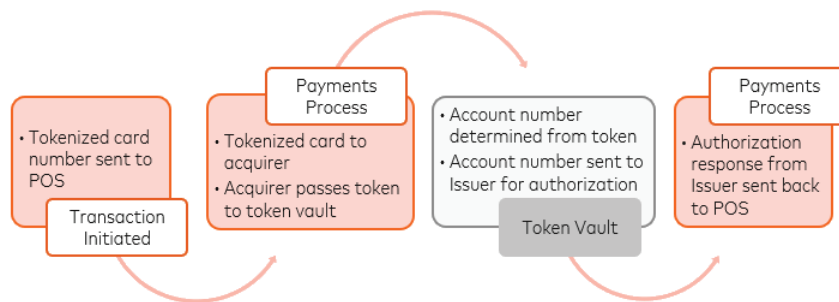 • Tokenized card
number sent to
POS
Transaction
Initiated
Payments
Process
• Tokenized card to
acquirer
• Acquirer passes token
to token vault
• Account number
determined from token
• Account number sent to
Issuer for authorization
Token Vault
Payments
Process
• Authorization
response from
Issuer sent back
to POS